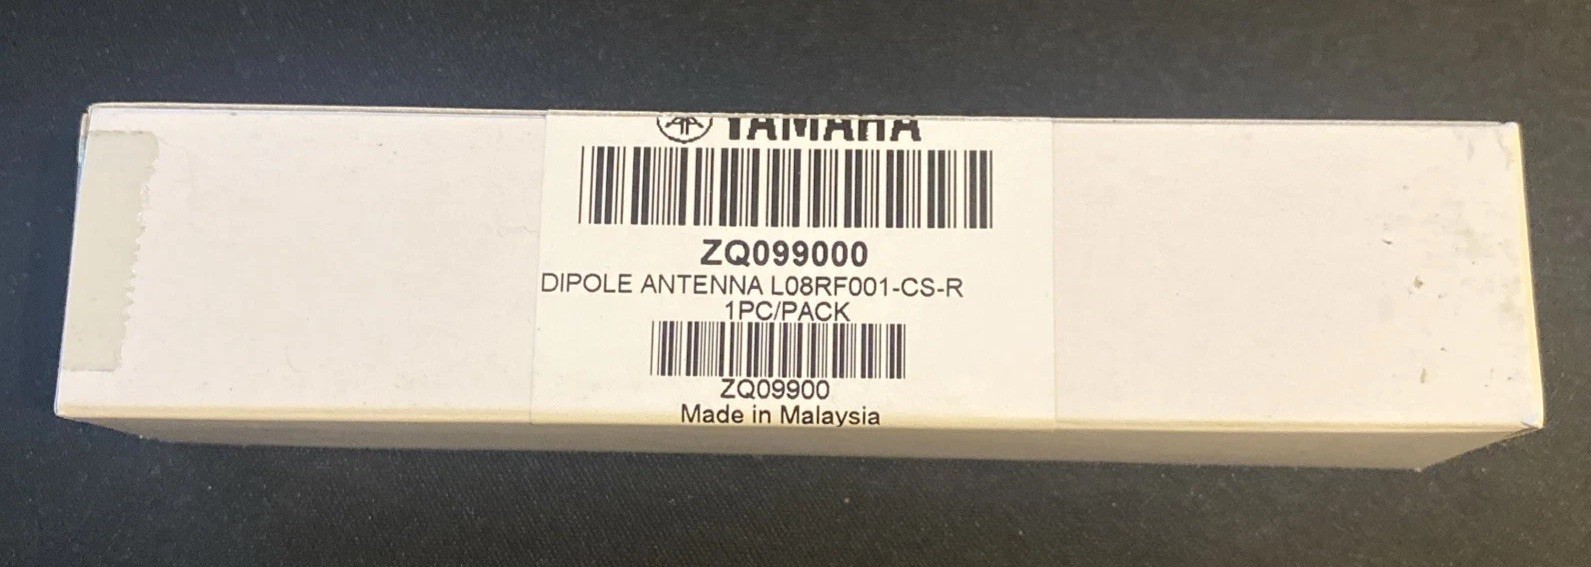 YAMAHA
ZQ099000
DIPOLE ANTENNA L08RF001-CS-R
1PC/PACK
ZQ09900
Made in Malaysia